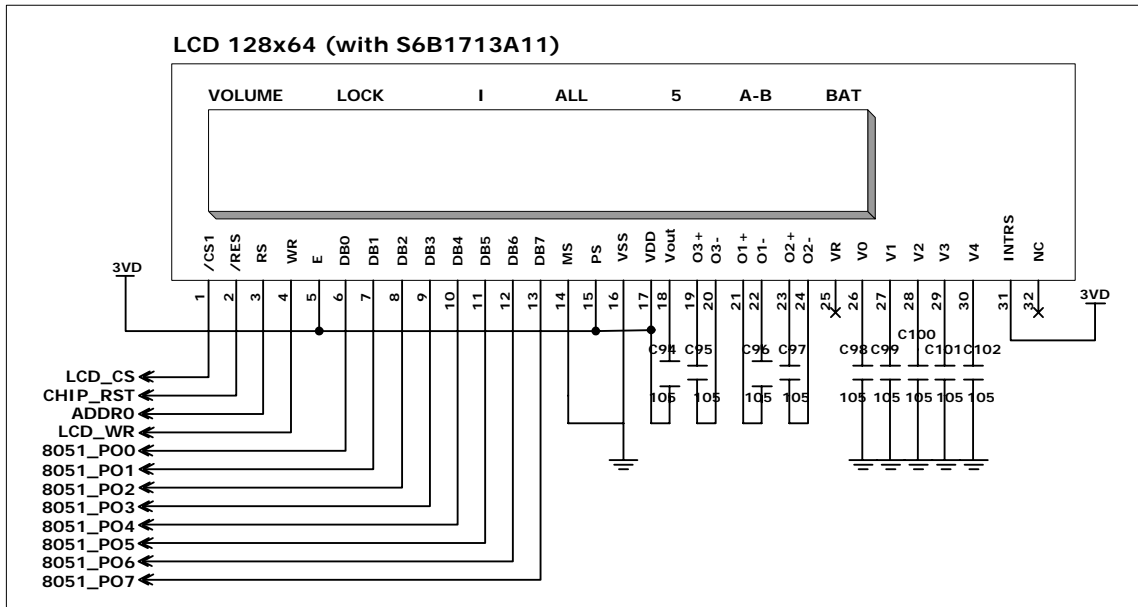 LCD 128x64 (with S6B1713A11)
VOLUME LOCK I ALL 5 A-B BAT
/CS1 /RES RS WR E DB0 DB1 DB2 DB3 DB4 DB5 DB6 DB7 MS PS VSS VDD Vout O3+ O3- O1+ O1- O2+ O2- VR V0 V1 V2 V3 V4 INTRS NC
1 2 3 4 5 6 7 8 9 10 11 12 13 14 15 16 17 18 19 20 21 22 23 24 25 26 27 28 29 30 31 32
3VD 3VD
C100
C94 C95 C96 C97 C98 C99 C101 C102
105 105 105 105 105 105 105 105 105
LCD_CS
CHIP_RST
ADDR0
LCD_WR
8051_PO0
8051_PO1
8051_PO2
8051_PO3
8051_PO4
8051_PO5
8051_PO6
8051_PO7